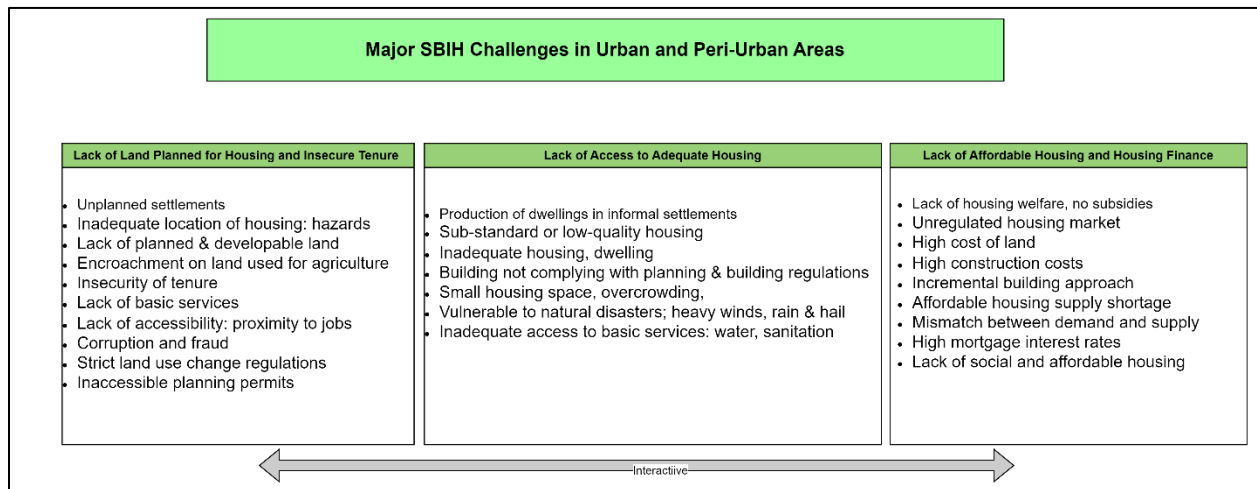 Major SBIH Challenges in Urban and Peri-Urban Areas
Lack of Land Planned for Housing and Insecure Tenure
Unplanned settlements
Inadequate location of housing: hazards
Lack of planned & developable land
Encroachment on land used for agriculture
Insecurity of tenure
Lack of basic services
Lack of accessibility: proximity to jobs
Corruption and fraud
Strict land use change regulations
Inaccessible planning permits
Lack of Access to Adequate Housing
Production of dwellings in informal settlements
Sub-standard or low-quality housing
Inadequate housing, dwelling
Building not complying with planning & building regulations
Small housing space, overcrowding,
Vulnerable to natural disasters; heavy winds, rain & hail
Inadequate access to basic services: water, sanitation
Lack of Affordable Housing and Housing Finance
Lack of housing welfare, no subsidies
Unregulated housing market
High cost of land
High construction costs
Incremental building approach
Affordable housing supply shortage
Mismatch between demand and supply
High mortgage interest rates
Lack of social and affordable housing
Interactiive